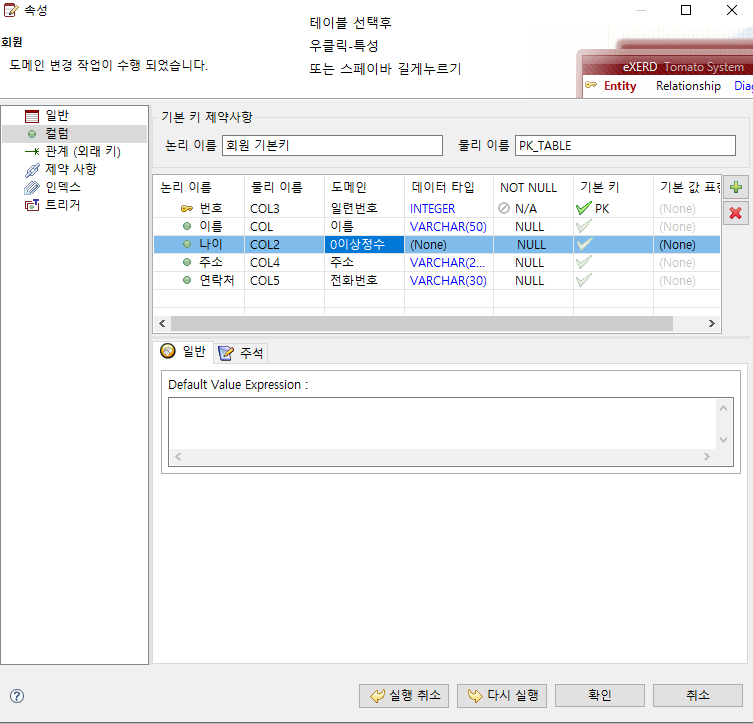 속성
테이블 선택후
우클릭-특성
또는 스페이바 길게누르기
회원
도메인 변경 작업이 수행 되었습니다.
eXERD Tomato System
Entity Relationship
일반
컬럼
관계 (외래 키)
제약 사항
인덱스
트리거
기본 키 제약사항
논리 이름 회원 기본키 물리 이름 PK_TABLE
논리 이름 물리 이름 도메인 데이터 타입 NOT NULL 기본 키 기본 값 표현
번호 COL3 일련번호 INTEGER N/A PK (None)
이름 COL 이름 VARCHAR(50) NULL (None)
나이 COL2 0이상정수 (None) NULL (None)
주소 COL4 주소 VARCHAR(2... NULL (None)
연락처 COL5 전화번호 VARCHAR(30) NULL (None)
일반 주석
Default Value Expression :
실행 취소 다시 실행 확인 취소